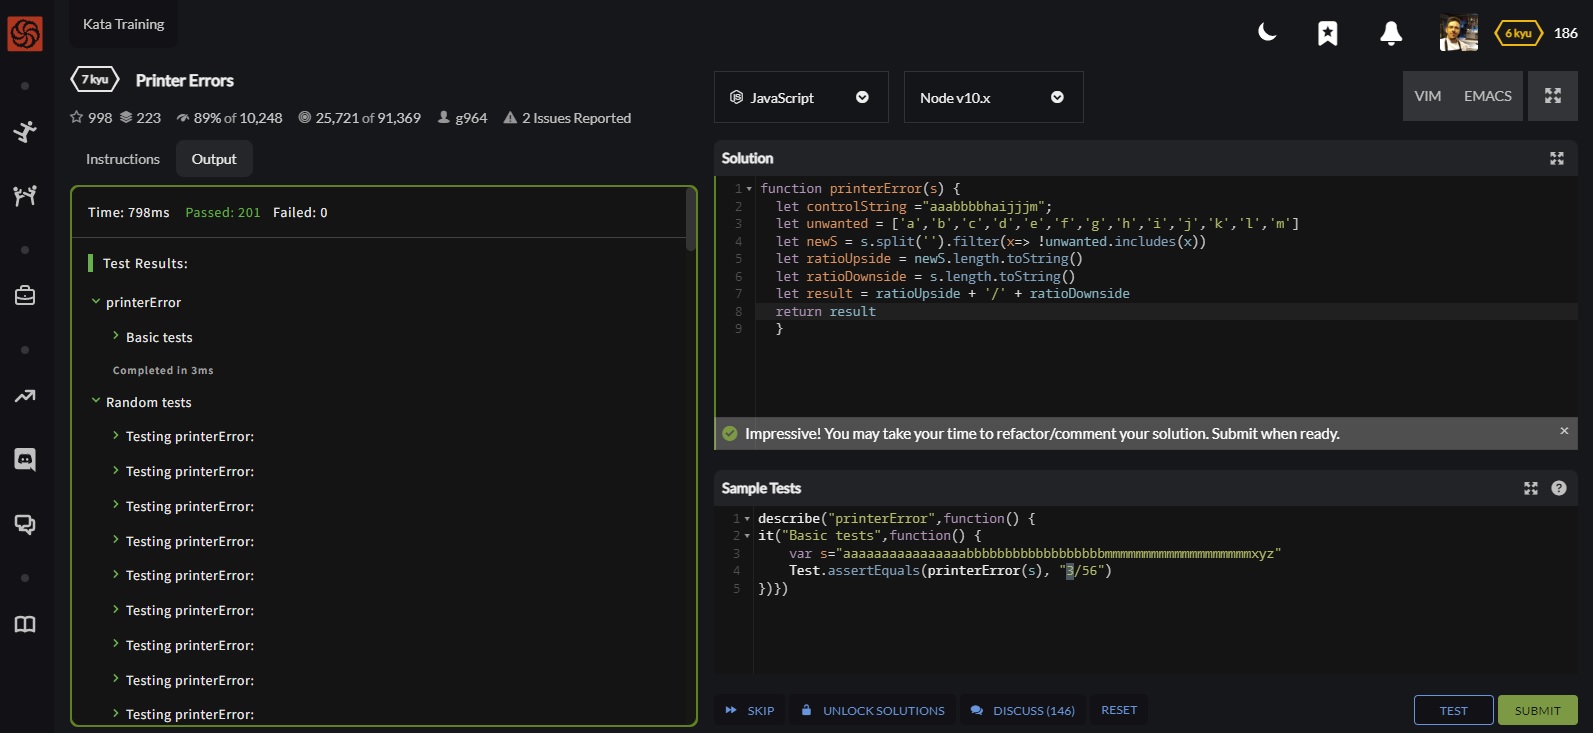 Kata Training
6 kyu 186
7 kyu Printer Errors
998 223 89% of 10,248 25,721 of 91,369 g964 2 Issues Reported
Instructions Output
Time: 798ms Passed: 201 Failed: 0
Test Results:
printerError
Basic tests
Completed in 3ms
Random tests
Testing printerError:
Testing printerError:
Testing printerError:
Testing printerError:
Testing printerError:
Testing printerError:
Testing printerError:
Testing printerError:
Testing printerError:
JavaScript Node v10.x VIM EMACS
Solution
1 function printerError(s) {
2 let controlString ="aaabbbbhaijjjm";
3 let unwanted = ['a','b','c','d','e','f','g','h','i','j','k','l','m']
4 let newS = s.split('').filter(x=> !unwanted.includes(x))
5 let ratioUpside = newS.length.toString()
6 let ratioDownside = s.length.toString()
7 let result = ratioUpside + '/' + ratioDownside
8 return result
9 }
Impressive! You may take your time to refactor/comment your solution. Submit when ready. ×
Sample Tests ?
1 describe("printerError",function() {
2 it("Basic tests",function() {
3 var s="aaaaaaaaaaaaaaaabbbbbbbbbbbbbbbbbbmmmmmmmmmmmmmmmmmmmxyz"
4 Test.assertEquals(printerError(s), "3/56")
5 })})
SKIP UNLOCK SOLUTIONS DISCUSS (146) RESET TEST SUBMIT